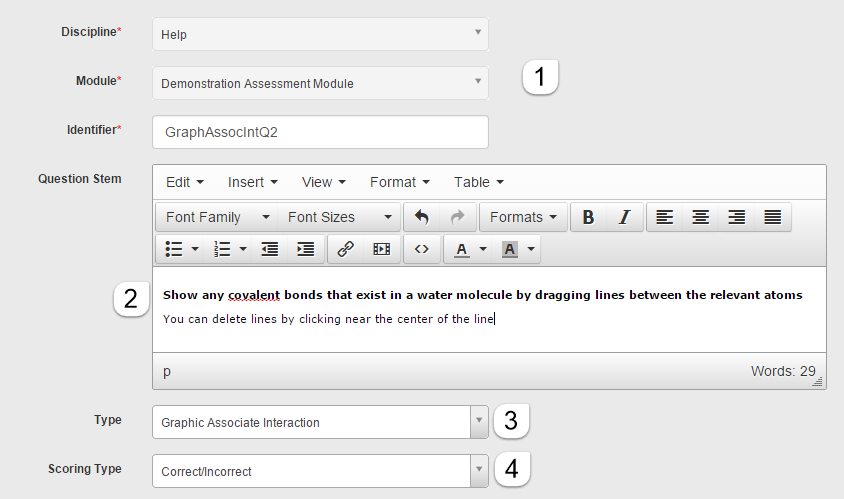 Discipline*
Help
Module*
Demonstration Assessment Module
1
Identifier*
GraphAssocIntQ2
Question Stem
Edit Insert View Format Table
Font Family Font Sizes Formats B I
A A
2
Show any covalent bonds that exist in a water molecule by dragging lines between the relevant atoms
You can delete lines by clicking near the center of the line
p Words: 29
Type
Graphic Associate Interaction
3
Scoring Type
Correct/Incorrect
4